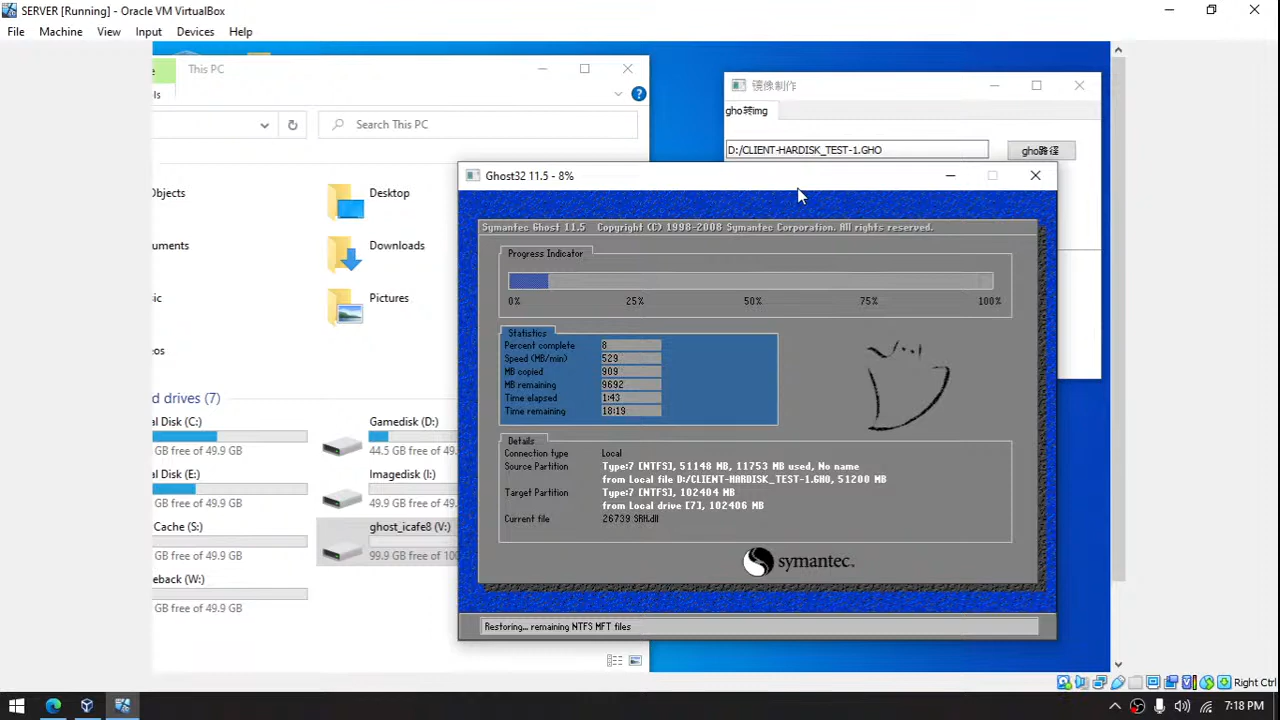 SERVER [Running] - Oracle VM VirtualBox
File Machine View Input Devices Help
This PC
Search This PC
Objects
Desktop
uments
Downloads
Pictures
d drives (7)
al Disk (C:)
GB free of 49.9 GB
Gamedisk (D:)
44.5 GB free of 49.9 GB
al Disk (E:)
GB free of 49.9 GB
Imagedisk (I:)
49.9 GB free of 49.9 GB
Cache (S:)
GB free of 49.9 GB
ghost_icafe8 (V:)
99.9 GB free of 100
eback (W:)
GB free of 49.9 GB
镜像制作
gho转img
D:/CLIENT-HARDISK_TEST-1.GHO
gho路径
Ghost32 11.5 - 8%
Symantec Ghost 11.5 Copyright (C) 1998-2008 Symantec Corporation. All rights reserved.
Progress Indicator
0% 25% 50% 75% 100%
Statistics
Percent complete 8
Speed (MB/min) 529
MB copied 909
MB remaining 9692
Time elapsed 1:43
Time remaining 18:19
Details
Connection type Local
Source Partition Type:7 [NTFS], 51148 MB, 11753 MB used, No name
from Local file D:/CLIENT-HARDISK_TEST-1.GHO, 51200 MB
Target Partition Type:7 [NTFS], 102404 MB
from Local drive [7], 102406 MB
Current file 26739 SRH.dll
symantec.
Restoring... remaining NTFS MFT files
Right Ctrl
7:18 PM